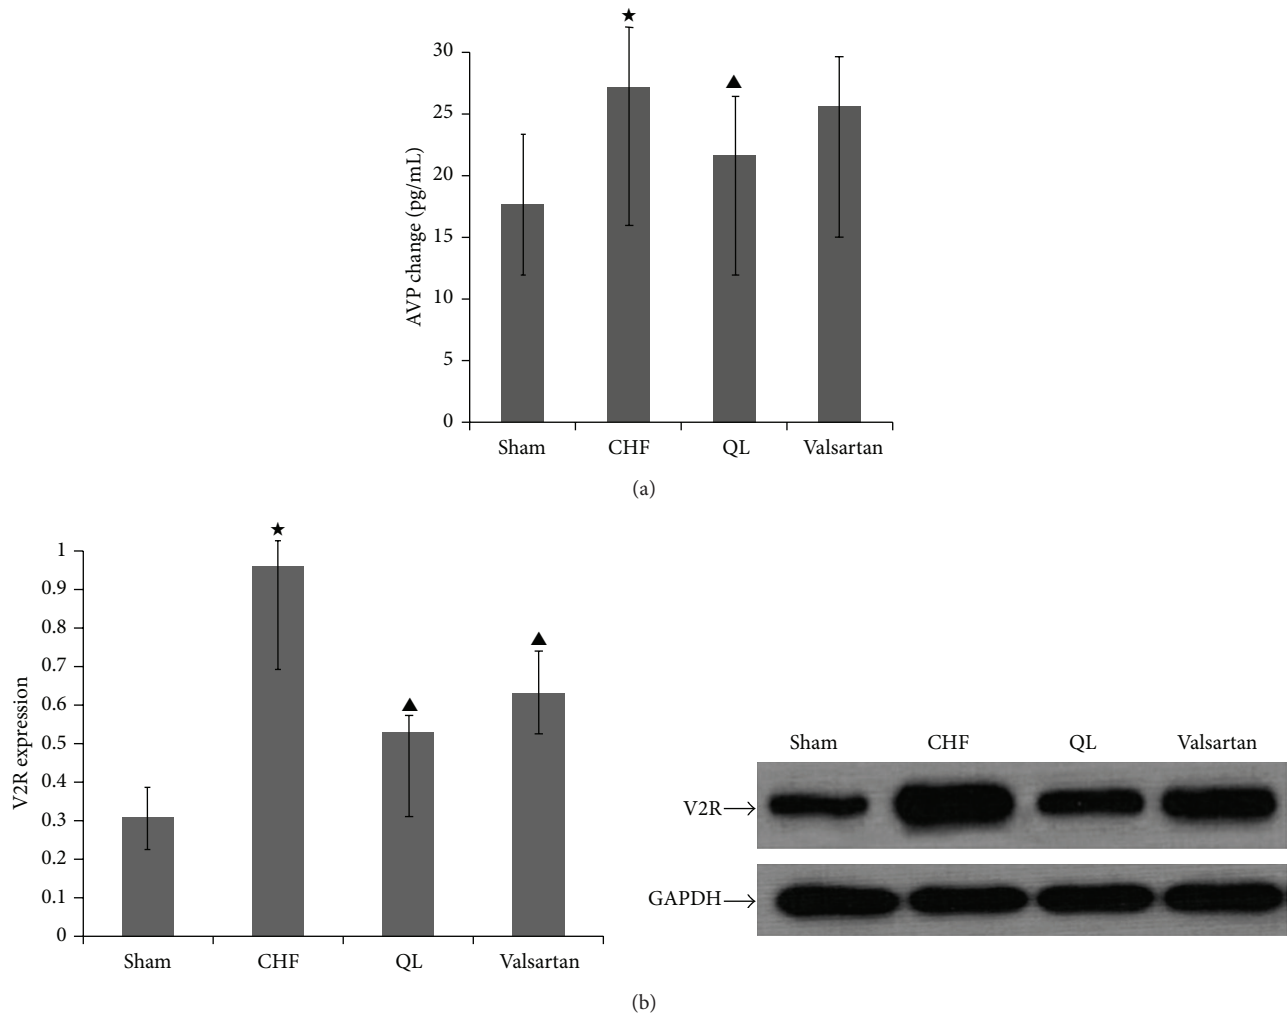 ★
30
▲
25
20
15
10
5
0
AVP change (pg/mL)
Sham CHF QL Valsartan
(a)
★
1
0.9
0.8
▲
0.7
▲
0.6
0.5
0.4
0.3
0.2
0.1
0
V2R expression
Sham CHF QL Valsartan
Sham CHF QL Valsartan
V2R→
GAPDH→
(b)